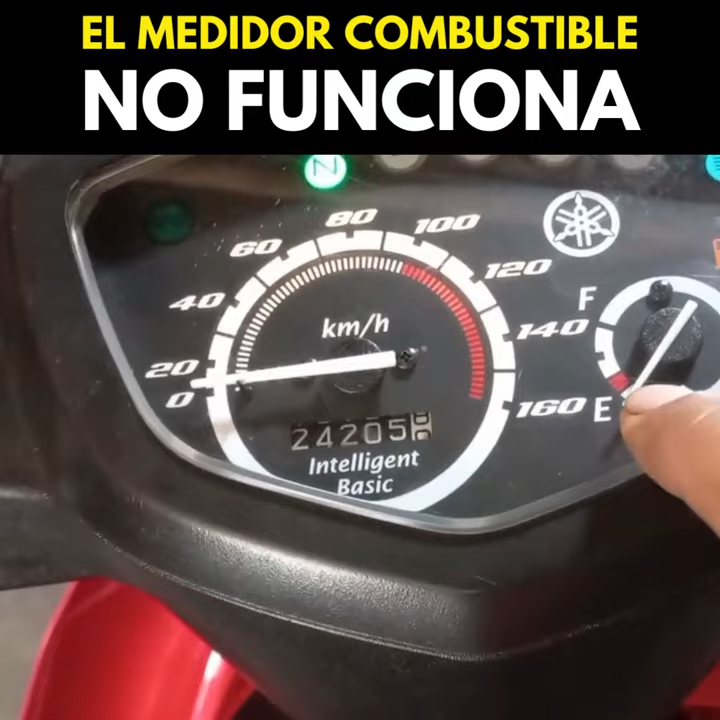 EL MEDIDOR COMBUSTIBLE
NO FUNCIONA
N
80
60
100
40
120
20
140
0
160
km/h
F
E
24205
Intelligent
Basic